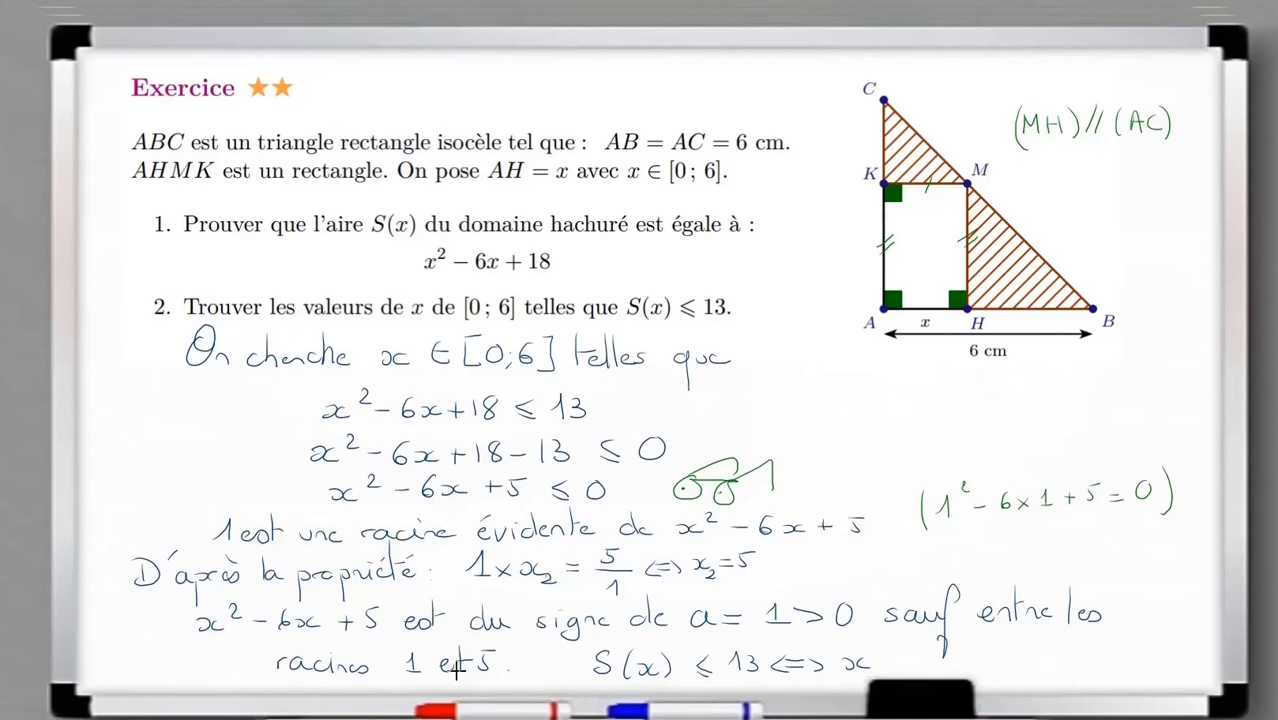 Exercice ★★
ABC est un triangle rectangle isocèle tel que : AB = AC = 6 cm.
AHMK est un rectangle. On pose AH = x avec x ∈ [0 ; 6].
1. Prouver que l'aire S(x) du domaine hachuré est égale à :
x² − 6x + 18
2. Trouver les valeurs de x de [0 ; 6] telles que S(x) ⩽ 13.
C
K
M
A
x
H
B
6 cm
(MH) // (AC)
On cherche x ∈ [0;6] telles que
x² − 6x + 18 ⩽ 13
x² − 6x + 18 − 13 ⩽ 0
x² − 6x + 5 ⩽ 0
(1² − 6 × 1 + 5 = 0)
1 est une racine évidente de x² − 6x + 5
D'après la propriété : 1 × x₂ = 5/1 ⟺ x₂ = 5
x² − 6x + 5 est du signe de a = 1 > 0 sauf entre les
racines 1 et 5. S(x) ⩽ 13 ⟺ x